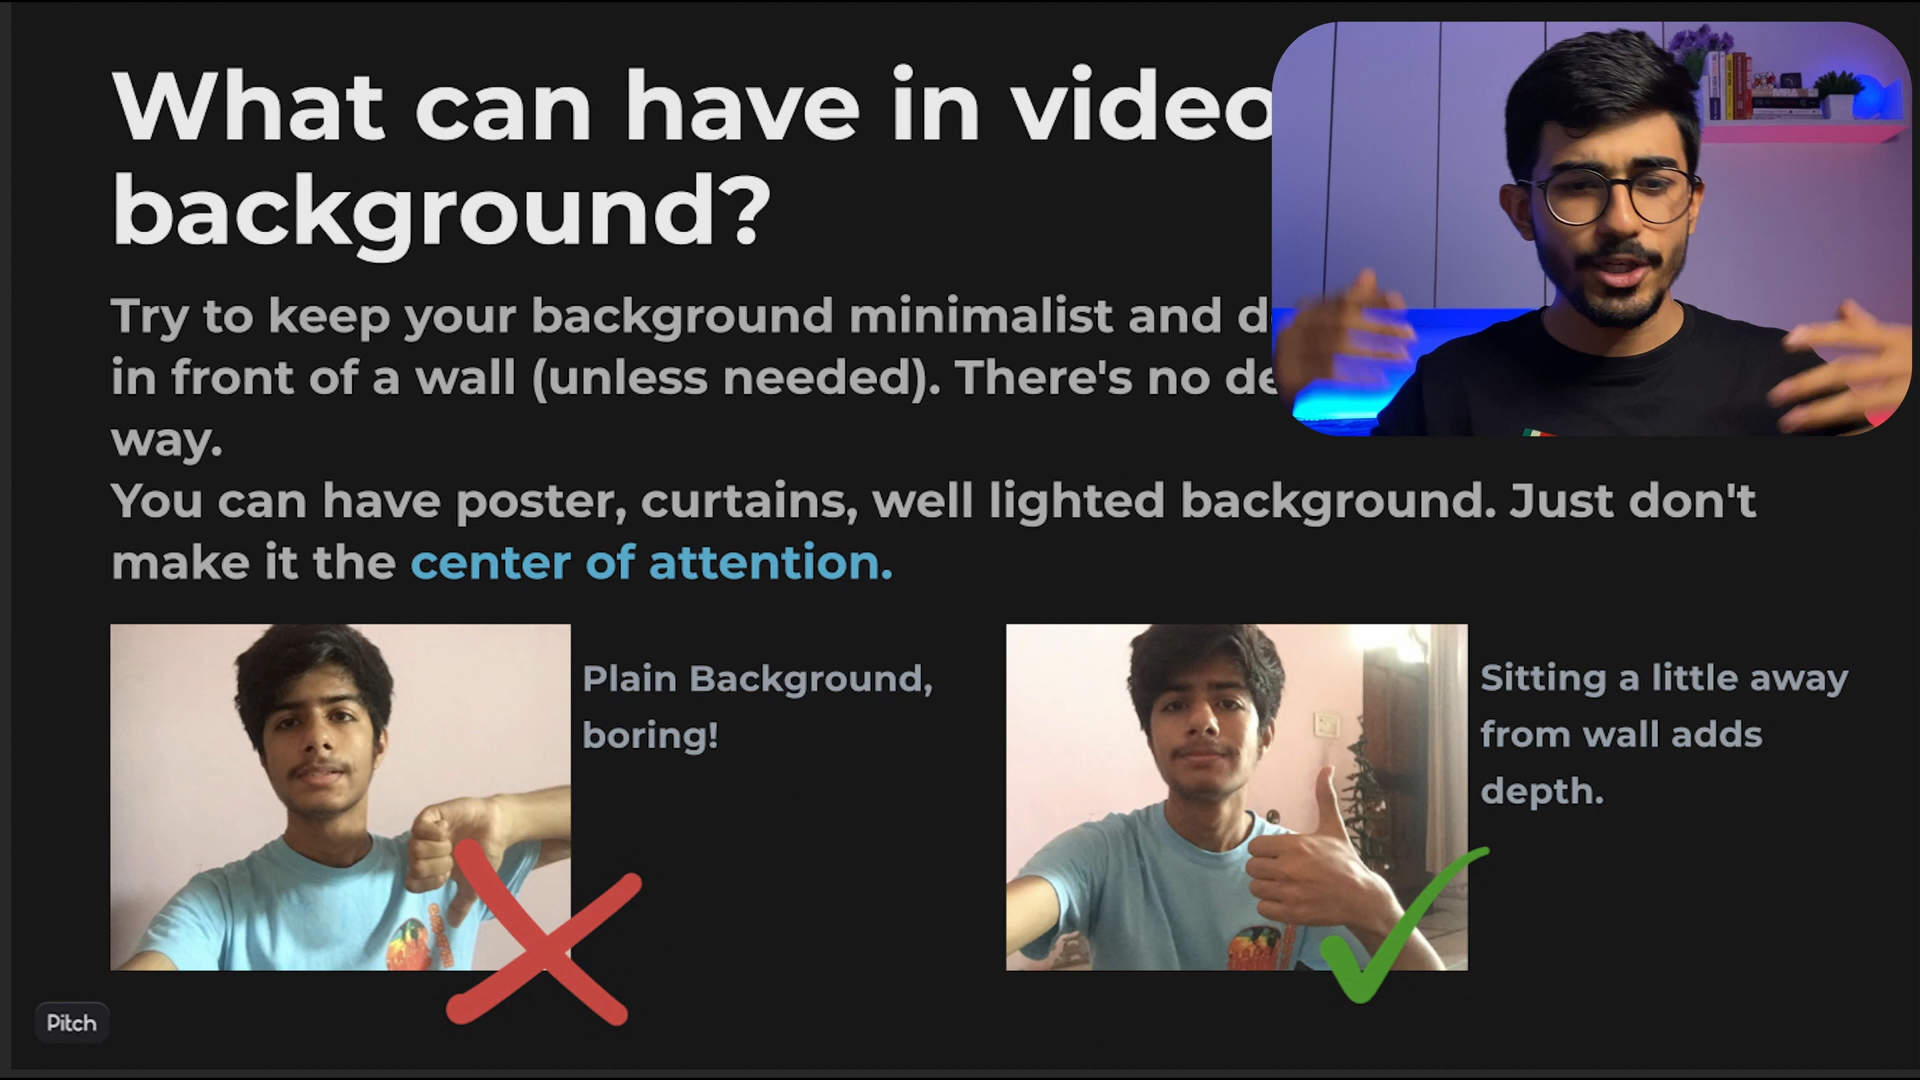 What can have in video
background?
Try to keep your background minimalist and
in front of a wall (unless needed). There's no
way.
You can have poster, curtains, well lighted background. Just don't
make it the center of attention.
Plain Background,
boring!
Sitting a little away
from wall adds
depth.
Pitch